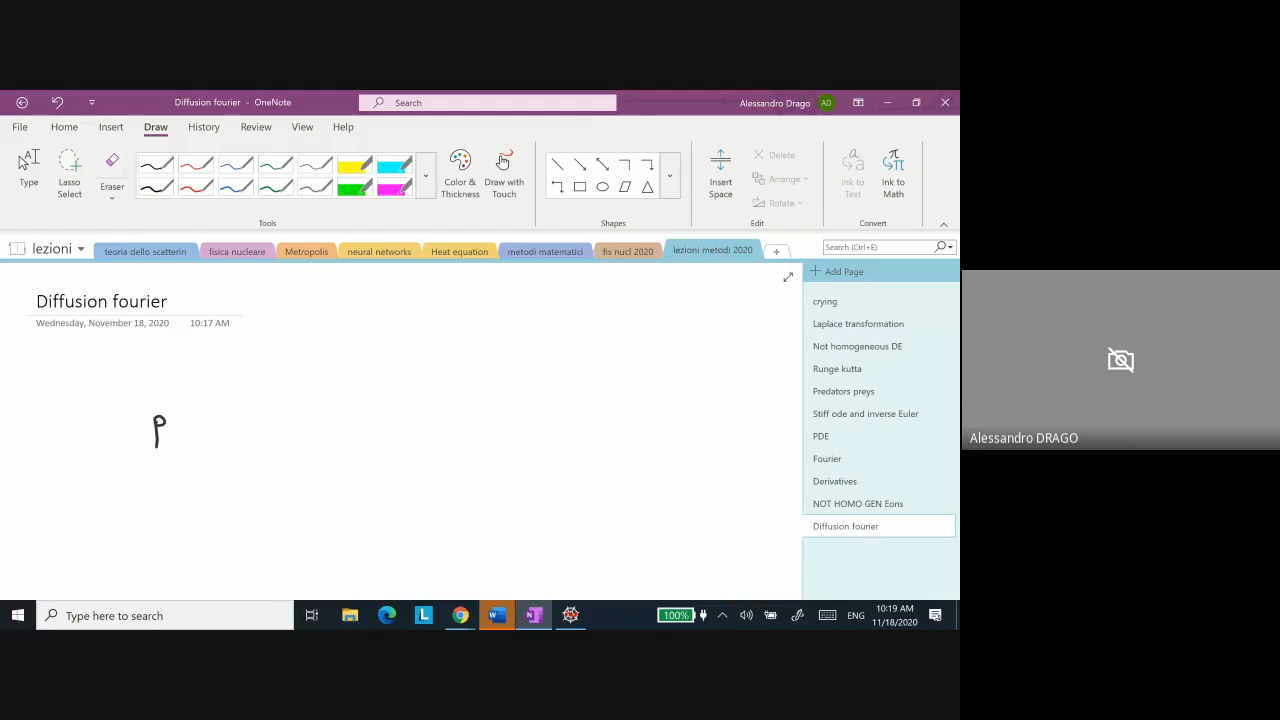 Diffusion fourier - OneNote
Search
Alessandro Drago
AD
File Home Insert Draw History Review View Help
Type
Lasso Select
Eraser
Color & Thickness
Draw with Touch
Insert Space
Delete
Arrange
Rotate
Ink to Text
Ink to Math
Tools
Shapes
Edit
Convert
lezioni
teoria dello scatterin
fisica nucleare
Metropolis
neural networks
Heat equation
metodi matematici
fis nucl 2020
lezioni metodi 2020
Search (Ctrl+E)
Add Page
Diffusion fourier
Wednesday, November 18, 2020 10:17 AM
crying
Laplace transformation
Not homogeneous DE
Runge kutta
Predators preys
Stiff ode and inverse Euler
PDE
Fourier
Derivatives
NOT HOMO GEN Eons
Diffusion fourier
Alessandro DRAGO
Type here to search
L
100%
ENG
10:19 AM
11/18/2020